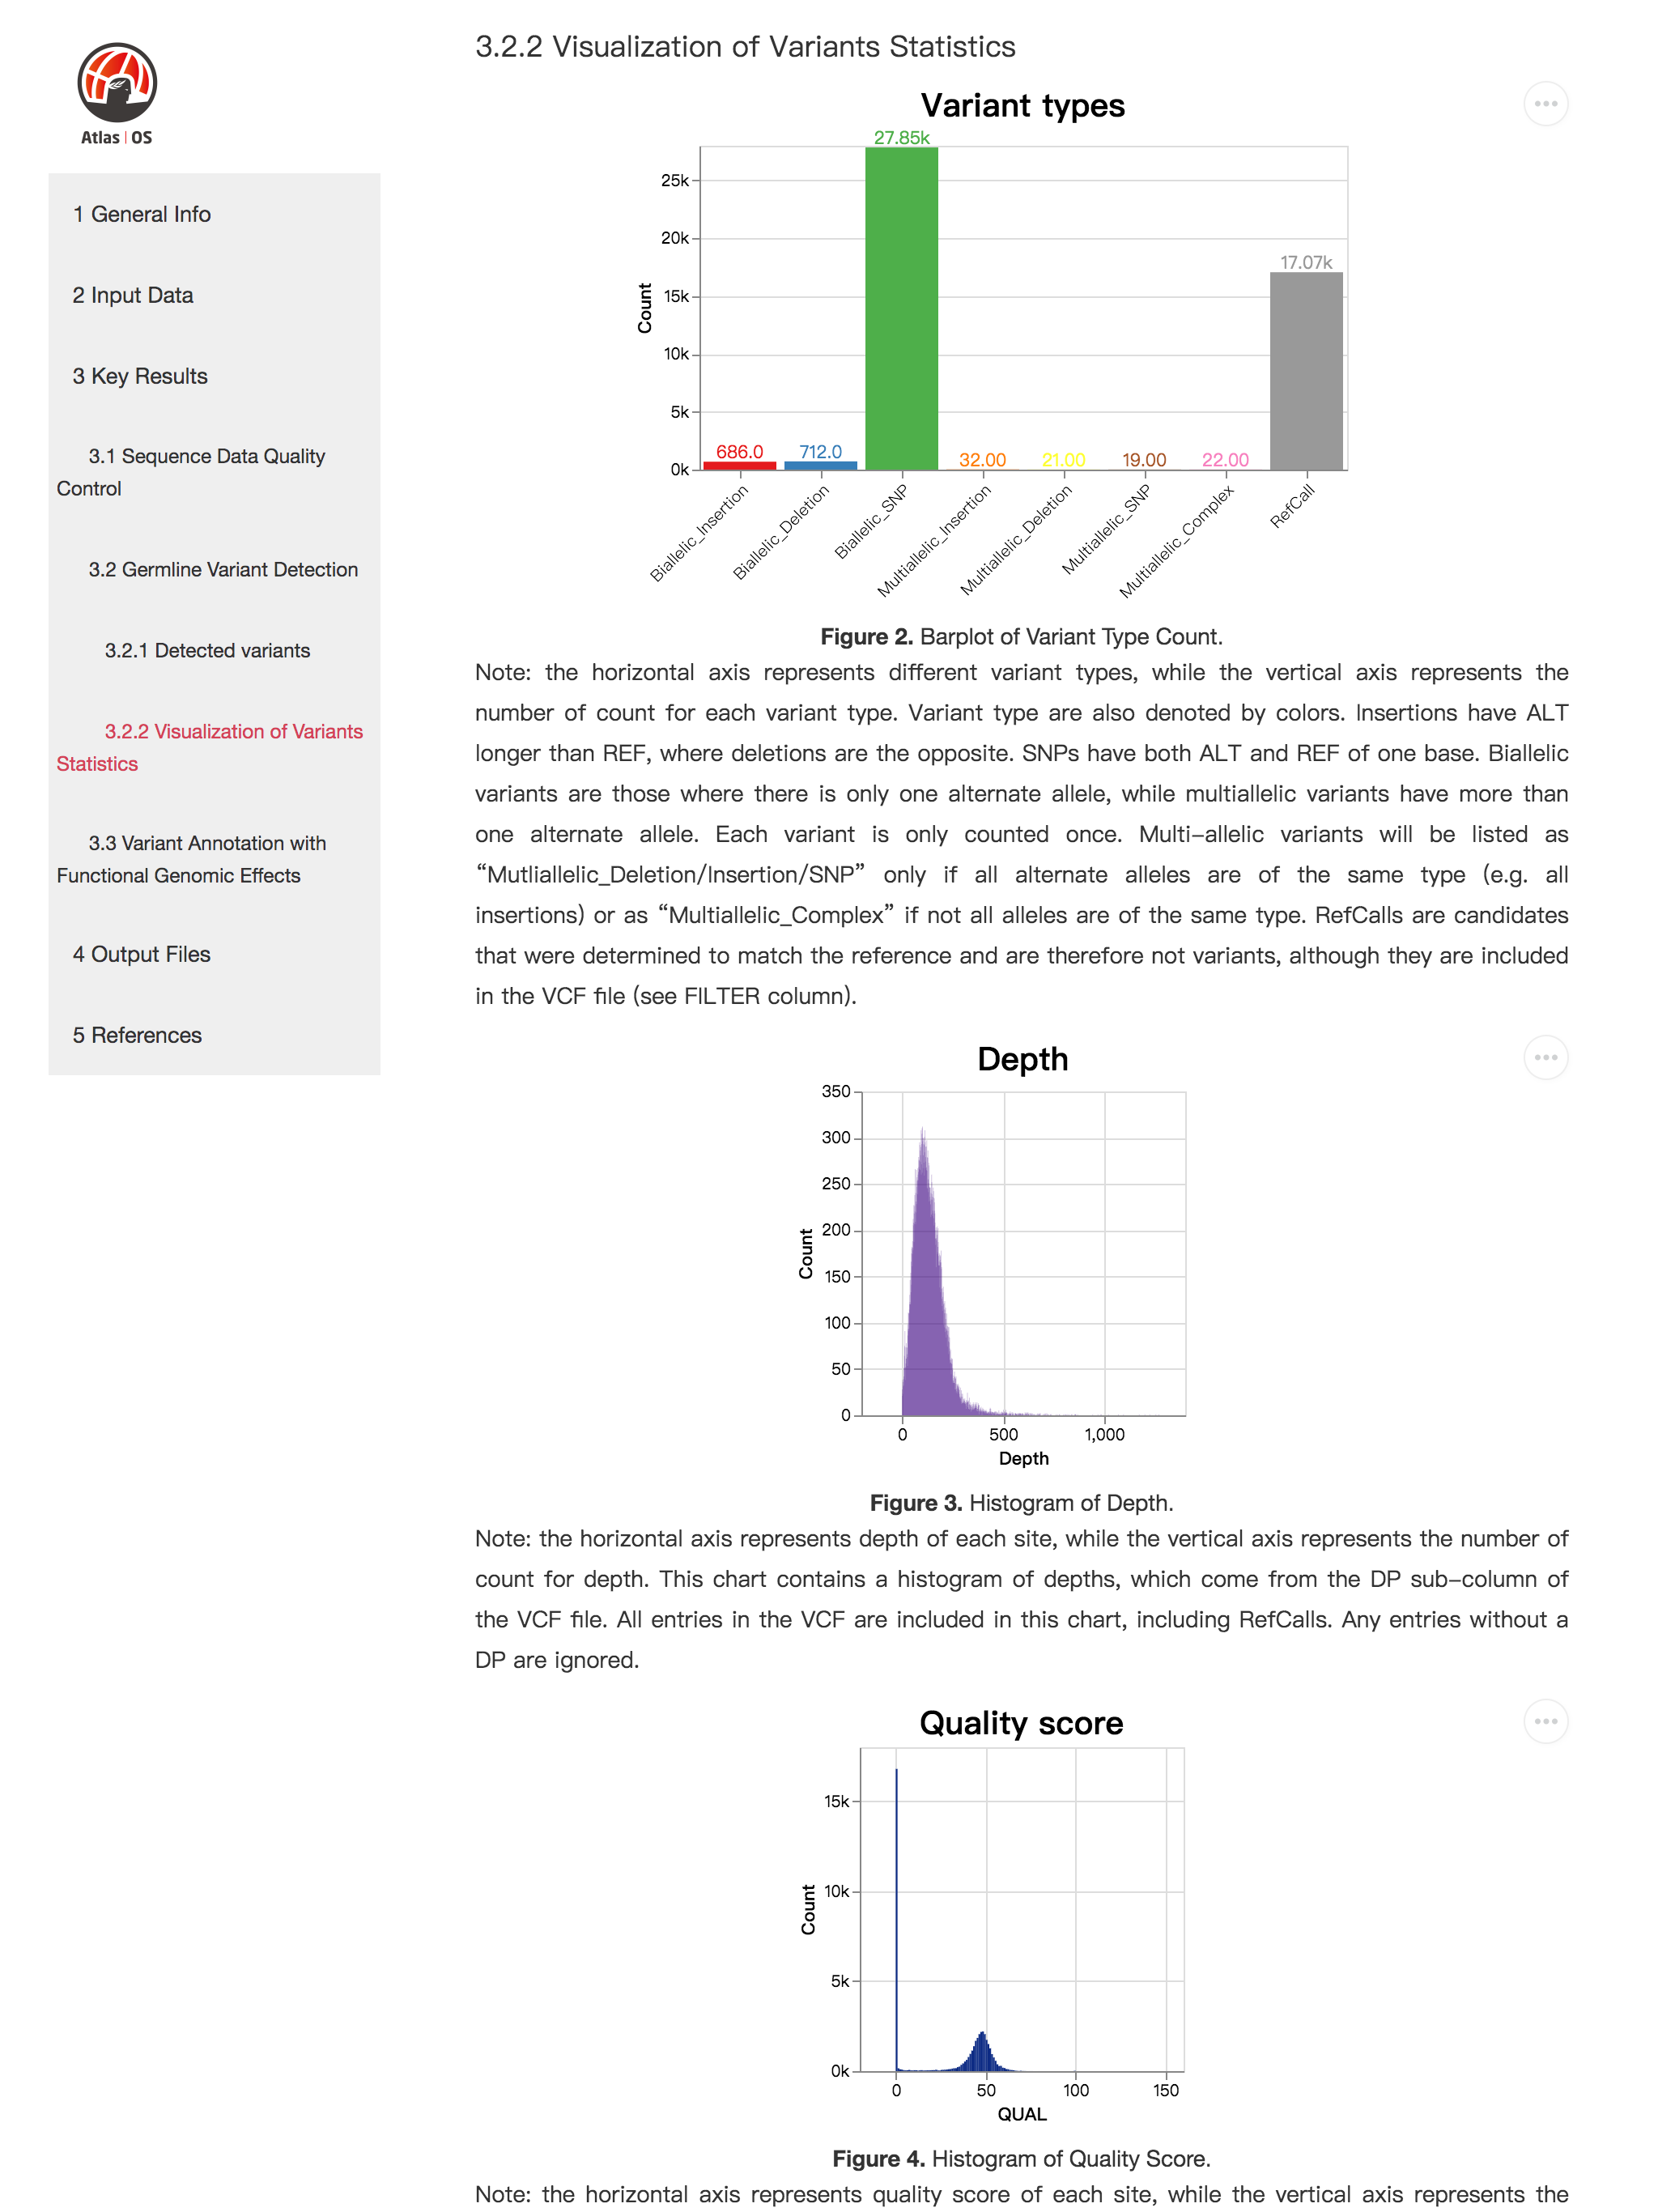 Atlas | OS
1 General Info
2 Input Data
3 Key Results
3.1 Sequence Data Quality
Control
3.2 Germline Variant Detection
3.2.1 Detected variants
3.2.2 Visualization of Variants
Statistics
3.3 Variant Annotation with
Functional Genomic Effects
4 Output Files
5 References
3.2.2 Visualization of Variants Statistics
Variant types
27.85k
25k
20k
17.07k
15k
10k
5k
0k
Count
686.0
712.0
32.00
21.00
19.00
22.00
Biallelic_Insertion
Biallelic_Deletion
Biallelic_SNP
Multiallelic_Insertion
Multiallelic_Deletion
Multiallelic_SNP
Multiallelic_Complex
RefCall
Figure 2. Barplot of Variant Type Count.
Note: the horizontal axis represents different variant types, while the vertical axis represents the
number of count for each variant type. Variant type are also denoted by colors. Insertions have ALT
longer than REF, where deletions are the opposite. SNPs have both ALT and REF of one base. Biallelic
variants are those where there is only one alternate allele, while multiallelic variants have more than
one alternate allele. Each variant is only counted once. Multi-allelic variants will be listed as
“Mutliallelic_Deletion/Insertion/SNP” only if all alternate alleles are of the same type (e.g. all
insertions) or as “Multiallelic_Complex” if not all alleles are of the same type. RefCalls are candidates
that were determined to match the reference and are therefore not variants, although they are included
in the VCF file (see FILTER column).
Depth
350
300
250
200
150
100
50
0
Count
0
500
1,000
Depth
Figure 3. Histogram of Depth.
Note: the horizontal axis represents depth of each site, while the vertical axis represents the number of
count for depth. This chart contains a histogram of depths, which come from the DP sub-column of
the VCF file. All entries in the VCF are included in this chart, including RefCalls. Any entries without a
DP are ignored.
Quality score
15k
10k
5k
0k
Count
0
50
100
150
QUAL
Figure 4. Histogram of Quality Score.
Note: the horizontal axis represents quality score of each site, while the vertical axis represents the